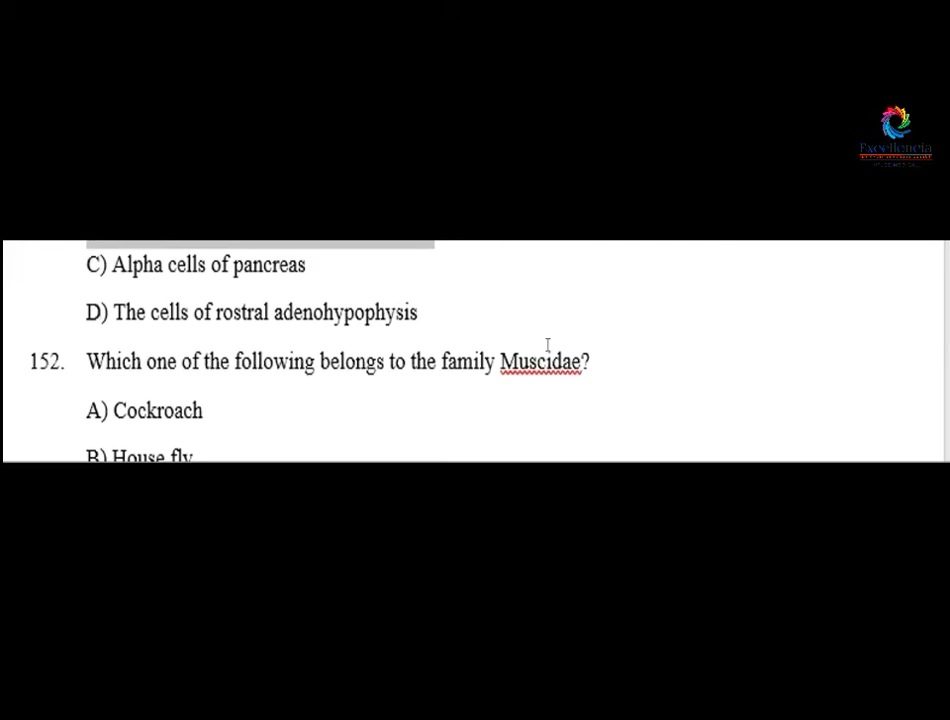 Excellencia
C) Alpha cells of pancreas
D) The cells of rostral adenohypophysis
152. Which one of the following belongs to the family Muscidae?
A) Cockroach
B) House fly